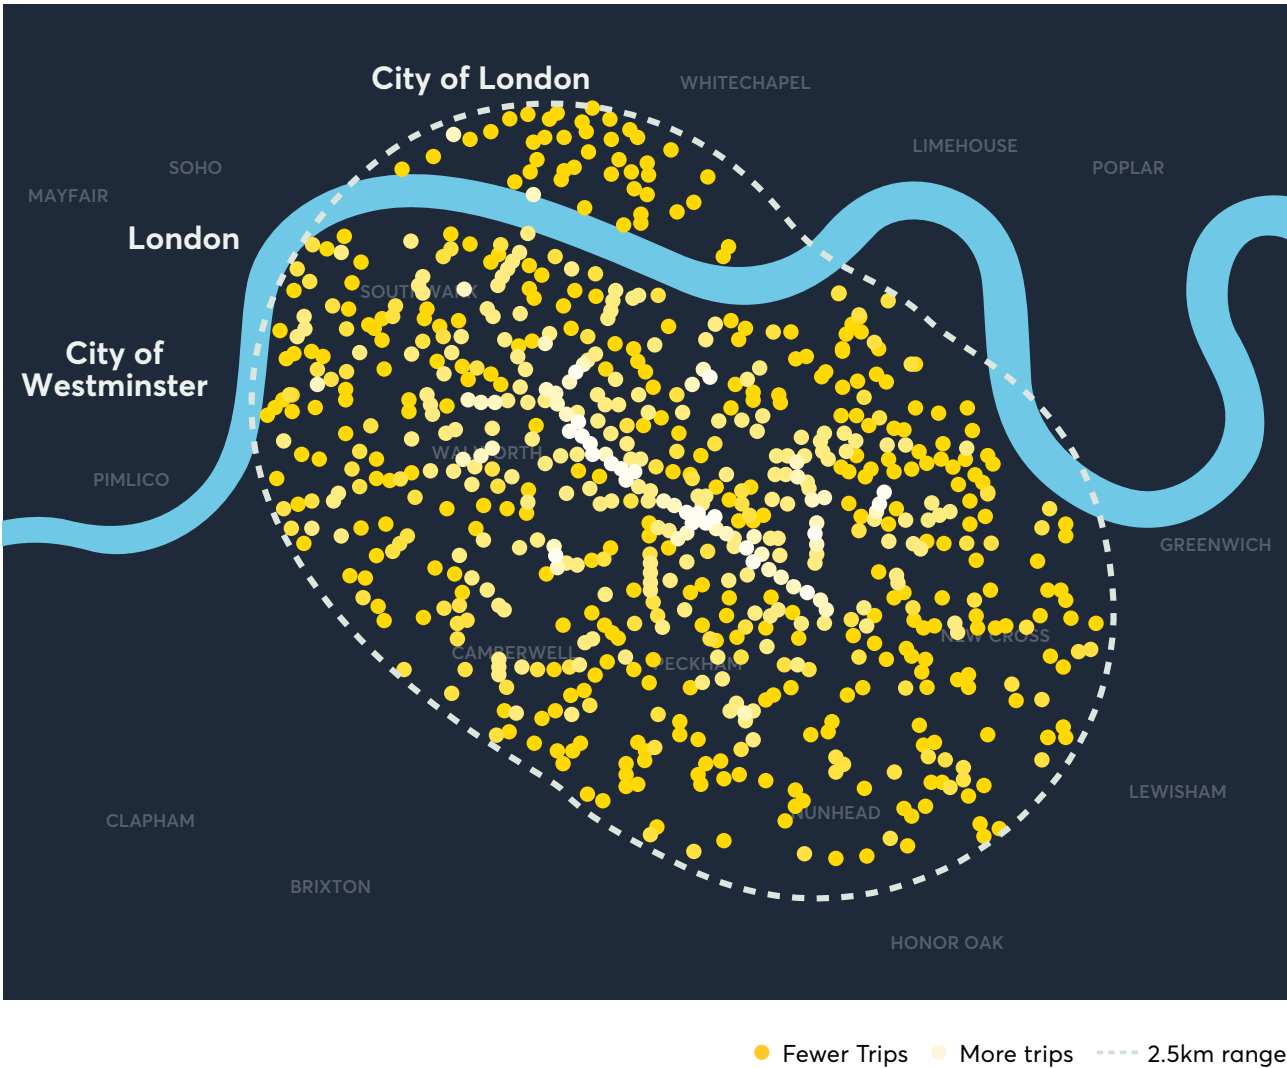 City of London
WHITECHAPEL
LIMEHOUSE
SOHO
POPLAR
MAYFAIR
London
SOUTHWARK
City of
Westminster
WALWORTH
PIMLICO
GREENWICH
NEW CROSS
CAMBERWELL
PECKHAM
LEWISHAM
NUNHEAD
CLAPHAM
BRIXTON
HONOR OAK
Fewer Trips
More trips
2.5km range